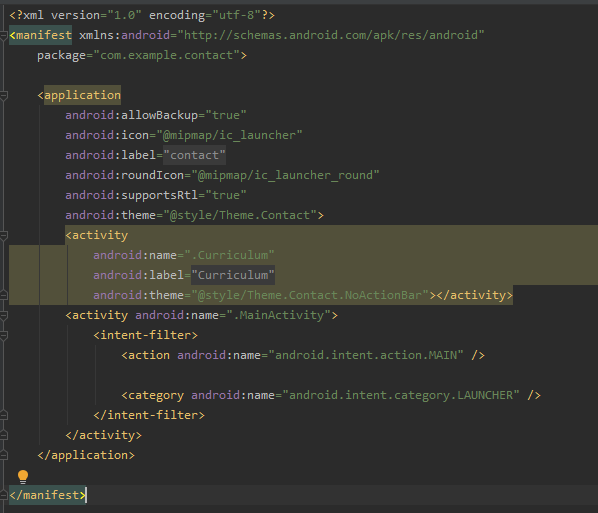 <?xml version="1.0" encoding="utf-8"?>
<manifest xmlns:android="http://schemas.android.com/apk/res/android"
    package="com.example.contact">

    <application
        android:allowBackup="true"
        android:icon="@mipmap/ic_launcher"
        android:label="contact"
        android:roundIcon="@mipmap/ic_launcher_round"
        android:supportsRtl="true"
        android:theme="@style/Theme.Contact">
        <activity
            android:name=".Curriculum"
            android:label="Curriculum"
            android:theme="@style/Theme.Contact.NoActionBar"></activity>
        <activity android:name=".MainActivity">
            <intent-filter>
                <action android:name="android.intent.action.MAIN" />

                <category android:name="android.intent.category.LAUNCHER" />
            </intent-filter>
        </activity>
    </application>

</manifest>